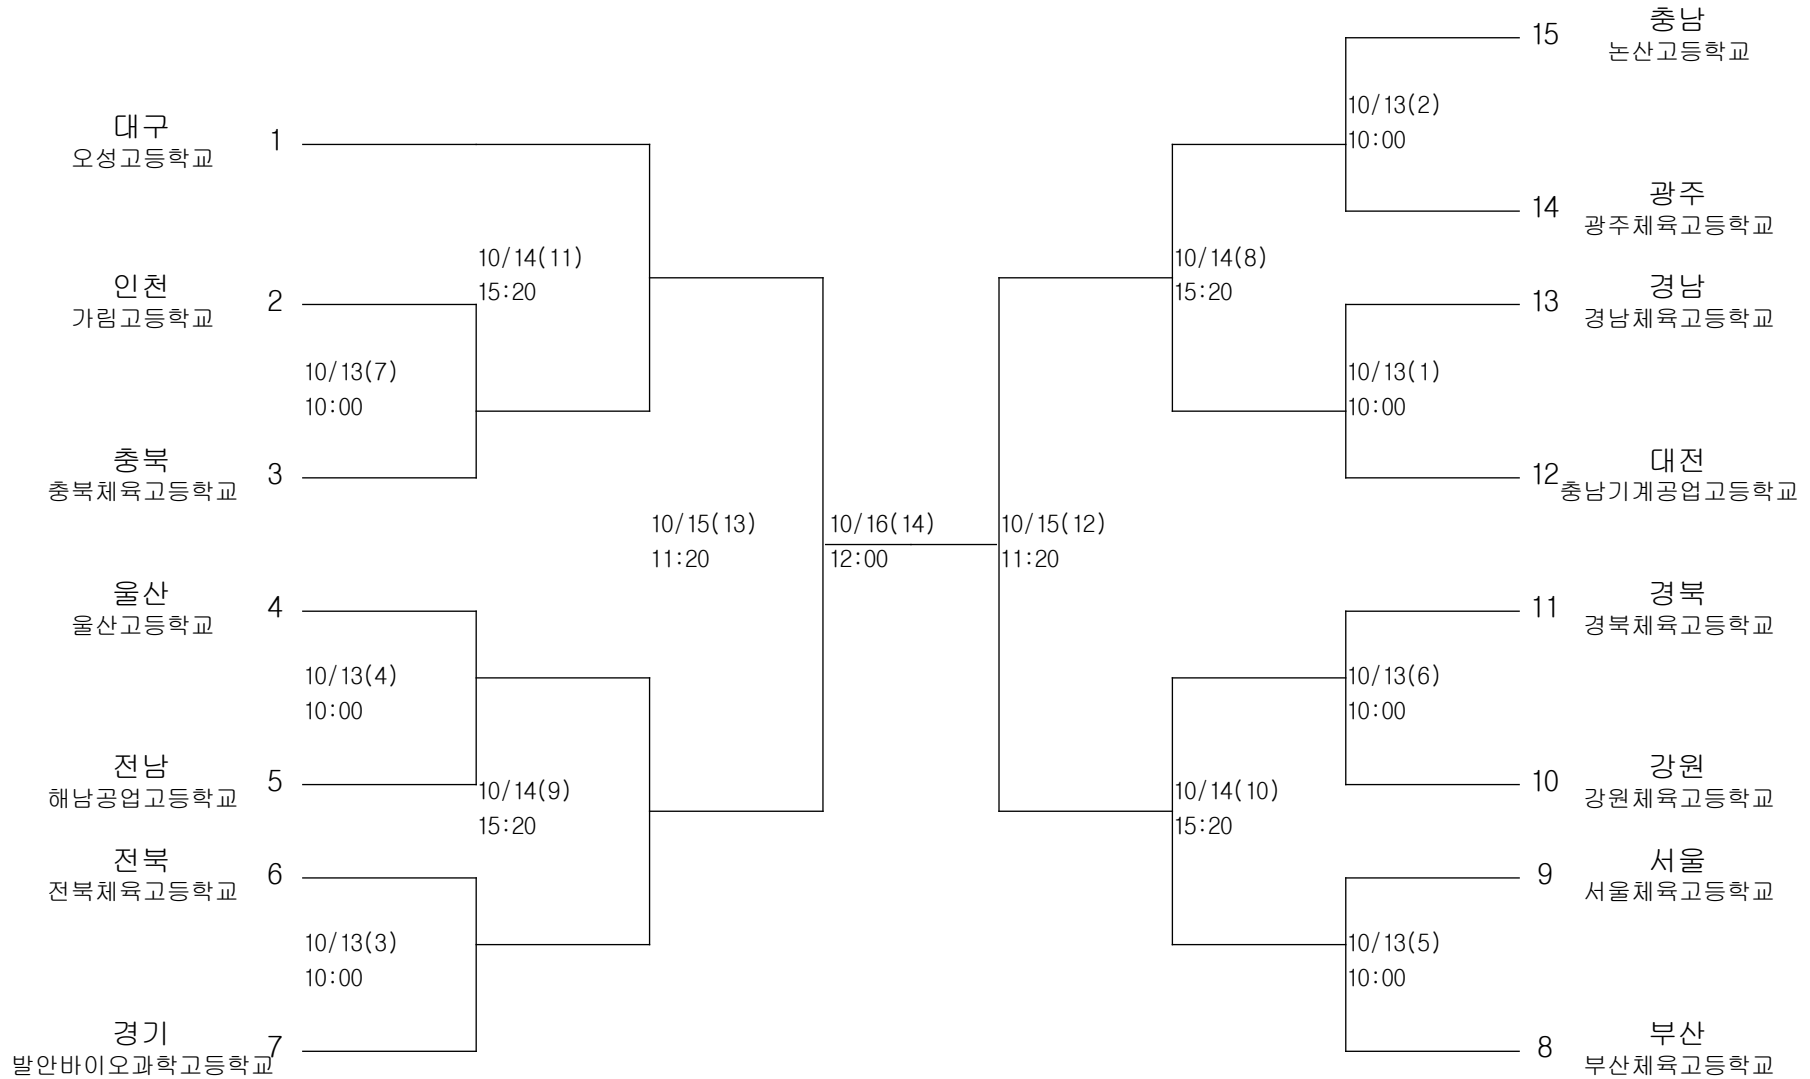 대구
오성고등학교
1
인천
가림고등학교
2
10/13(7)
10:00
충북
충북체육고등학교
3
10/14(11)
15:20
울산
울산고등학교
4
10/13(4)
10:00
전남
해남공업고등학교
5
10/14(9)
15:20
전북
전북체육고등학교
6
10/13(3)
10:00
경기
발안바이오과학고등학교
7
10/15(13)
11:20
10/16(14)
12:00
10/15(12)
11:20
15
충남
논산고등학교
10/13(2)
10:00
14
광주
광주체육고등학교
10/14(8)
15:20
13
경남
경남체육고등학교
10/13(1)
10:00
12
대전
충남기계공업고등학교
11
경북
경북체육고등학교
10/13(6)
10:00
10
강원
강원체육고등학교
10/14(10)
15:20
9
서울
서울체육고등학교
10/13(5)
10:00
8
부산
부산체육고등학교